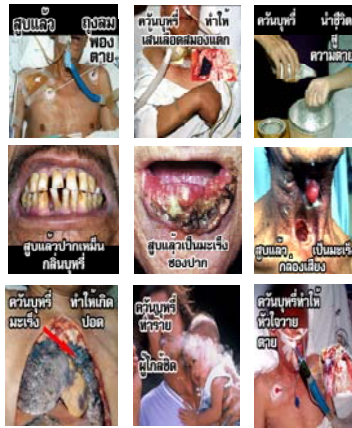 สูบแล้ว ถุงลม
พอง
ตาย
ควันบุหรี่ ทำให้
เส้นเลือดสมองแตก
ควันบุหรี่ นำชีวิต
สู่
ความตาย
สูบแล้วปากเหม็น
กลิ่นบุหรี่
สูบแล้วเป็นมะเร็ง
ช่องปาก
สูบแล้ว เป็นมะเร็ง
กล่องเสียง
ควันบุหรี่ ทำให้เกิด
มะเร็ง ปอด
ควันบุหรี่
ทำร้าย
ผู้ใกล้ชิด
ควันบุหรี่ทำให้
หัวใจวาย
ตาย